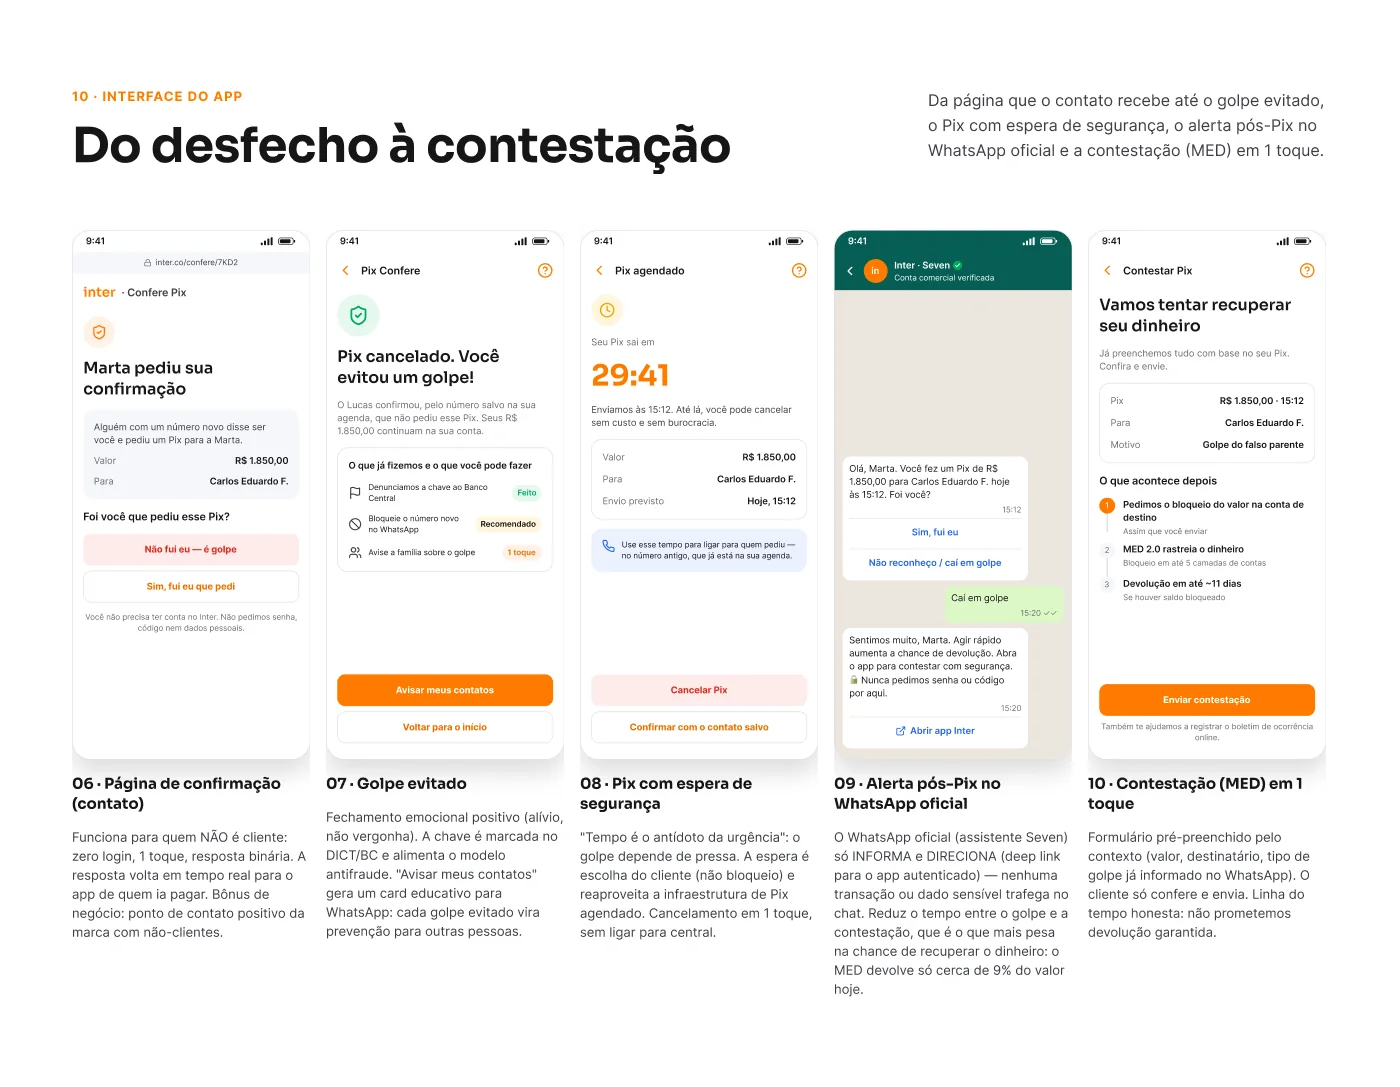 10 · INTERFACE DO APP
Do desfecho à contestação
Da página que o contato recebe até o golpe evitado,
o Pix com espera de segurança, o alerta pós-Pix no
WhatsApp oficial e a contestação (MED) em 1 toque.
9:41
inter.co/confere/7KD2
inter · Confere Pix
Marta pediu sua
confirmação
Alguém com um número novo disse ser
você e pediu um Pix para a Marta.
Valor R$ 1.850,00
Para Carlos Eduardo F.
Foi você que pediu esse Pix?
Não fui eu — é golpe
Sim, fui eu que pedi
Você não precisa ter conta no Inter. Não pedimos senha,
código nem dados pessoais.
06 · Página de confirmação
(contato)
Funciona para quem NÃO é cliente:
zero login, 1 toque, resposta binária. A
resposta volta em tempo real para o
app de quem ia pagar. Bônus de
negócio: ponto de contato positivo da
marca com não-clientes.
9:41
Pix Confere
Pix cancelado. Você
evitou um golpe!
O Lucas confirmou, pelo número salvo na sua
agenda, que não pediu esse Pix. Seus R$
1.850,00 continuam na sua conta.
O que já fizemos e o que você pode fazer
Denunciamos a chave ao Banco
Central
Feito
Bloqueie o número novo
no WhatsApp
Recomendado
Avise a família sobre o golpe 1 toque
Avisar meus contatos
Voltar para o início
07 · Golpe evitado
Fechamento emocional positivo (alívio,
não vergonha). A chave é marcada no
DICT/BC e alimenta o modelo
antifraude. "Avisar meus contatos"
gera um card educativo para
WhatsApp: cada golpe evitado vira
prevenção para outras pessoas.
9:41
Pix agendado
Seu Pix sai em
29:41
Enviamos às 15:12. Até lá, você pode cancelar
sem custo e sem burocracia.
Valor R$ 1.850,00
Para Carlos Eduardo F.
Envio previsto Hoje, 15:12
Use esse tempo para ligar para quem pediu —
no número antigo, que já está na sua agenda.
Cancelar Pix
Confirmar com o contato salvo
08 · Pix com espera de
segurança
"Tempo é o antídoto da urgência": o
golpe depende de pressa. A espera é
escolha do cliente (não bloqueio) e
reaproveita a infraestrutura de Pix
agendado. Cancelamento em 1 toque,
sem ligar para central.
9:41
in
Inter · Seven
Conta comercial verificada
Olá, Marta. Você fez um Pix de R$
1.850,00 para Carlos Eduardo F. hoje
às 15:12. Foi você?
15:12
Sim, fui eu
Não reconheço / caí em golpe
Caí em golpe
15:20
Sentimos muito, Marta. Agir rápido
aumenta a chance de devolução. Abra
o app para contestar com segurança.
🔒 Nunca pedimos senha ou código
por aqui.
15:20
Abrir app Inter
09 · Alerta pós-Pix no
WhatsApp oficial
O WhatsApp oficial (assistente Seven)
só INFORMA e DIRECIONA (deep link
para o app autenticado) — nenhuma
transação ou dado sensível trafega no
chat. Reduz o tempo entre o golpe e a
contestação, que é o que mais pesa
na chance de recuperar o dinheiro: o
MED devolve só cerca de 9% do valor
hoje.
9:41
Contestar Pix
Vamos tentar recuperar
seu dinheiro
Já preenchemos tudo com base no seu Pix.
Confira e envie.
Pix R$ 1.850,00 · 15:12
Para Carlos Eduardo F.
Motivo Golpe do falso parente
O que acontece depois
1 Pedimos o bloqueio do valor na conta de
destino
Assim que você enviar
2 MED 2.0 rastreia o dinheiro
Bloqueio em até 5 camadas de contas
3 Devolução em até ~11 dias
Se houver saldo bloqueado
Enviar contestação
Também te ajudamos a registrar o boletim de ocorrência
online.
10 · Contestação (MED) em 1
toque
Formulário pré-preenchido pelo
contexto (valor, destinatário, tipo de
golpe já informado no WhatsApp). O
cliente só confere e envia. Linha do
tempo honesta: não prometemos
devolução garantida.